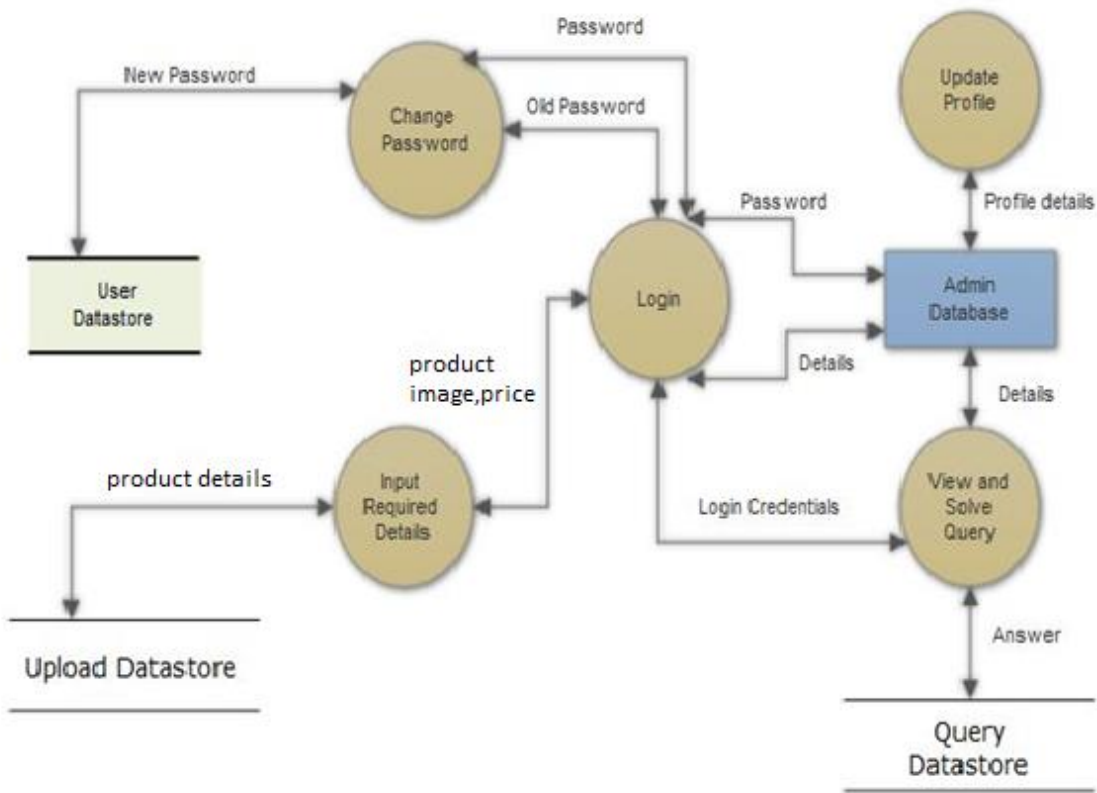 Password
New Password
Update
Profile
Change
Password
Old Password
Password
Profile details
User
Datastore
Login
Admin
Database
product
image,price
Details
Details
product details
Input
Required
Details
Login Credentials
View and
Solve
Query
Upload Datastore
Answer
Query
Datastore